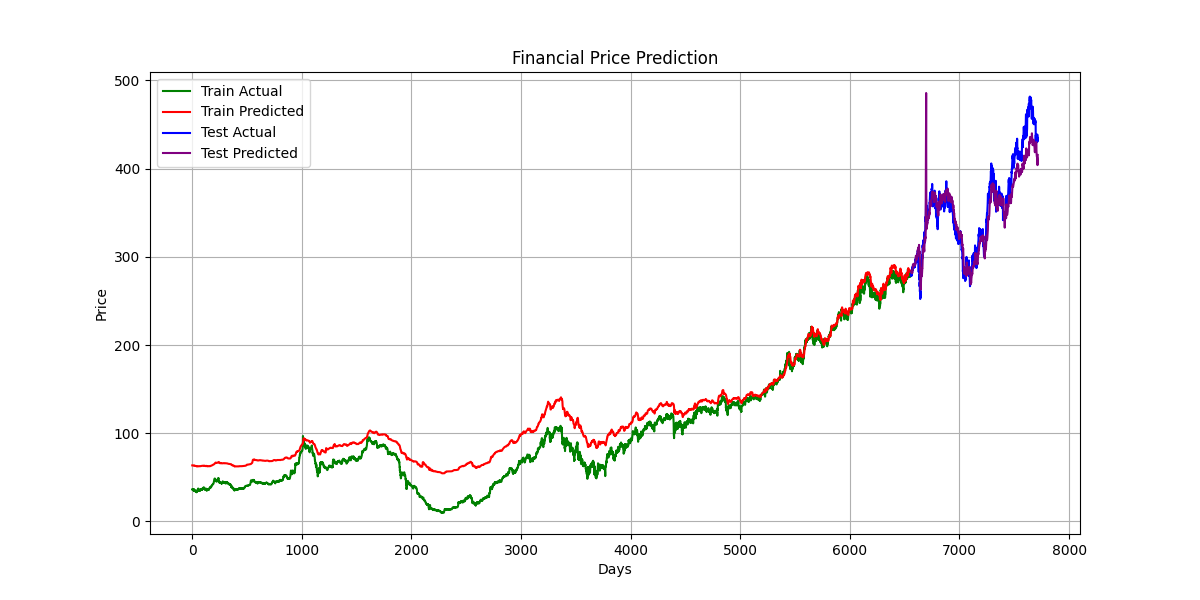 Financial Price Prediction
Train Actual
Train Predicted
Test Actual
Test Predicted
Price
500
400
300
200
100
0
0 1000 2000 3000 4000 5000 6000 7000 8000
Days